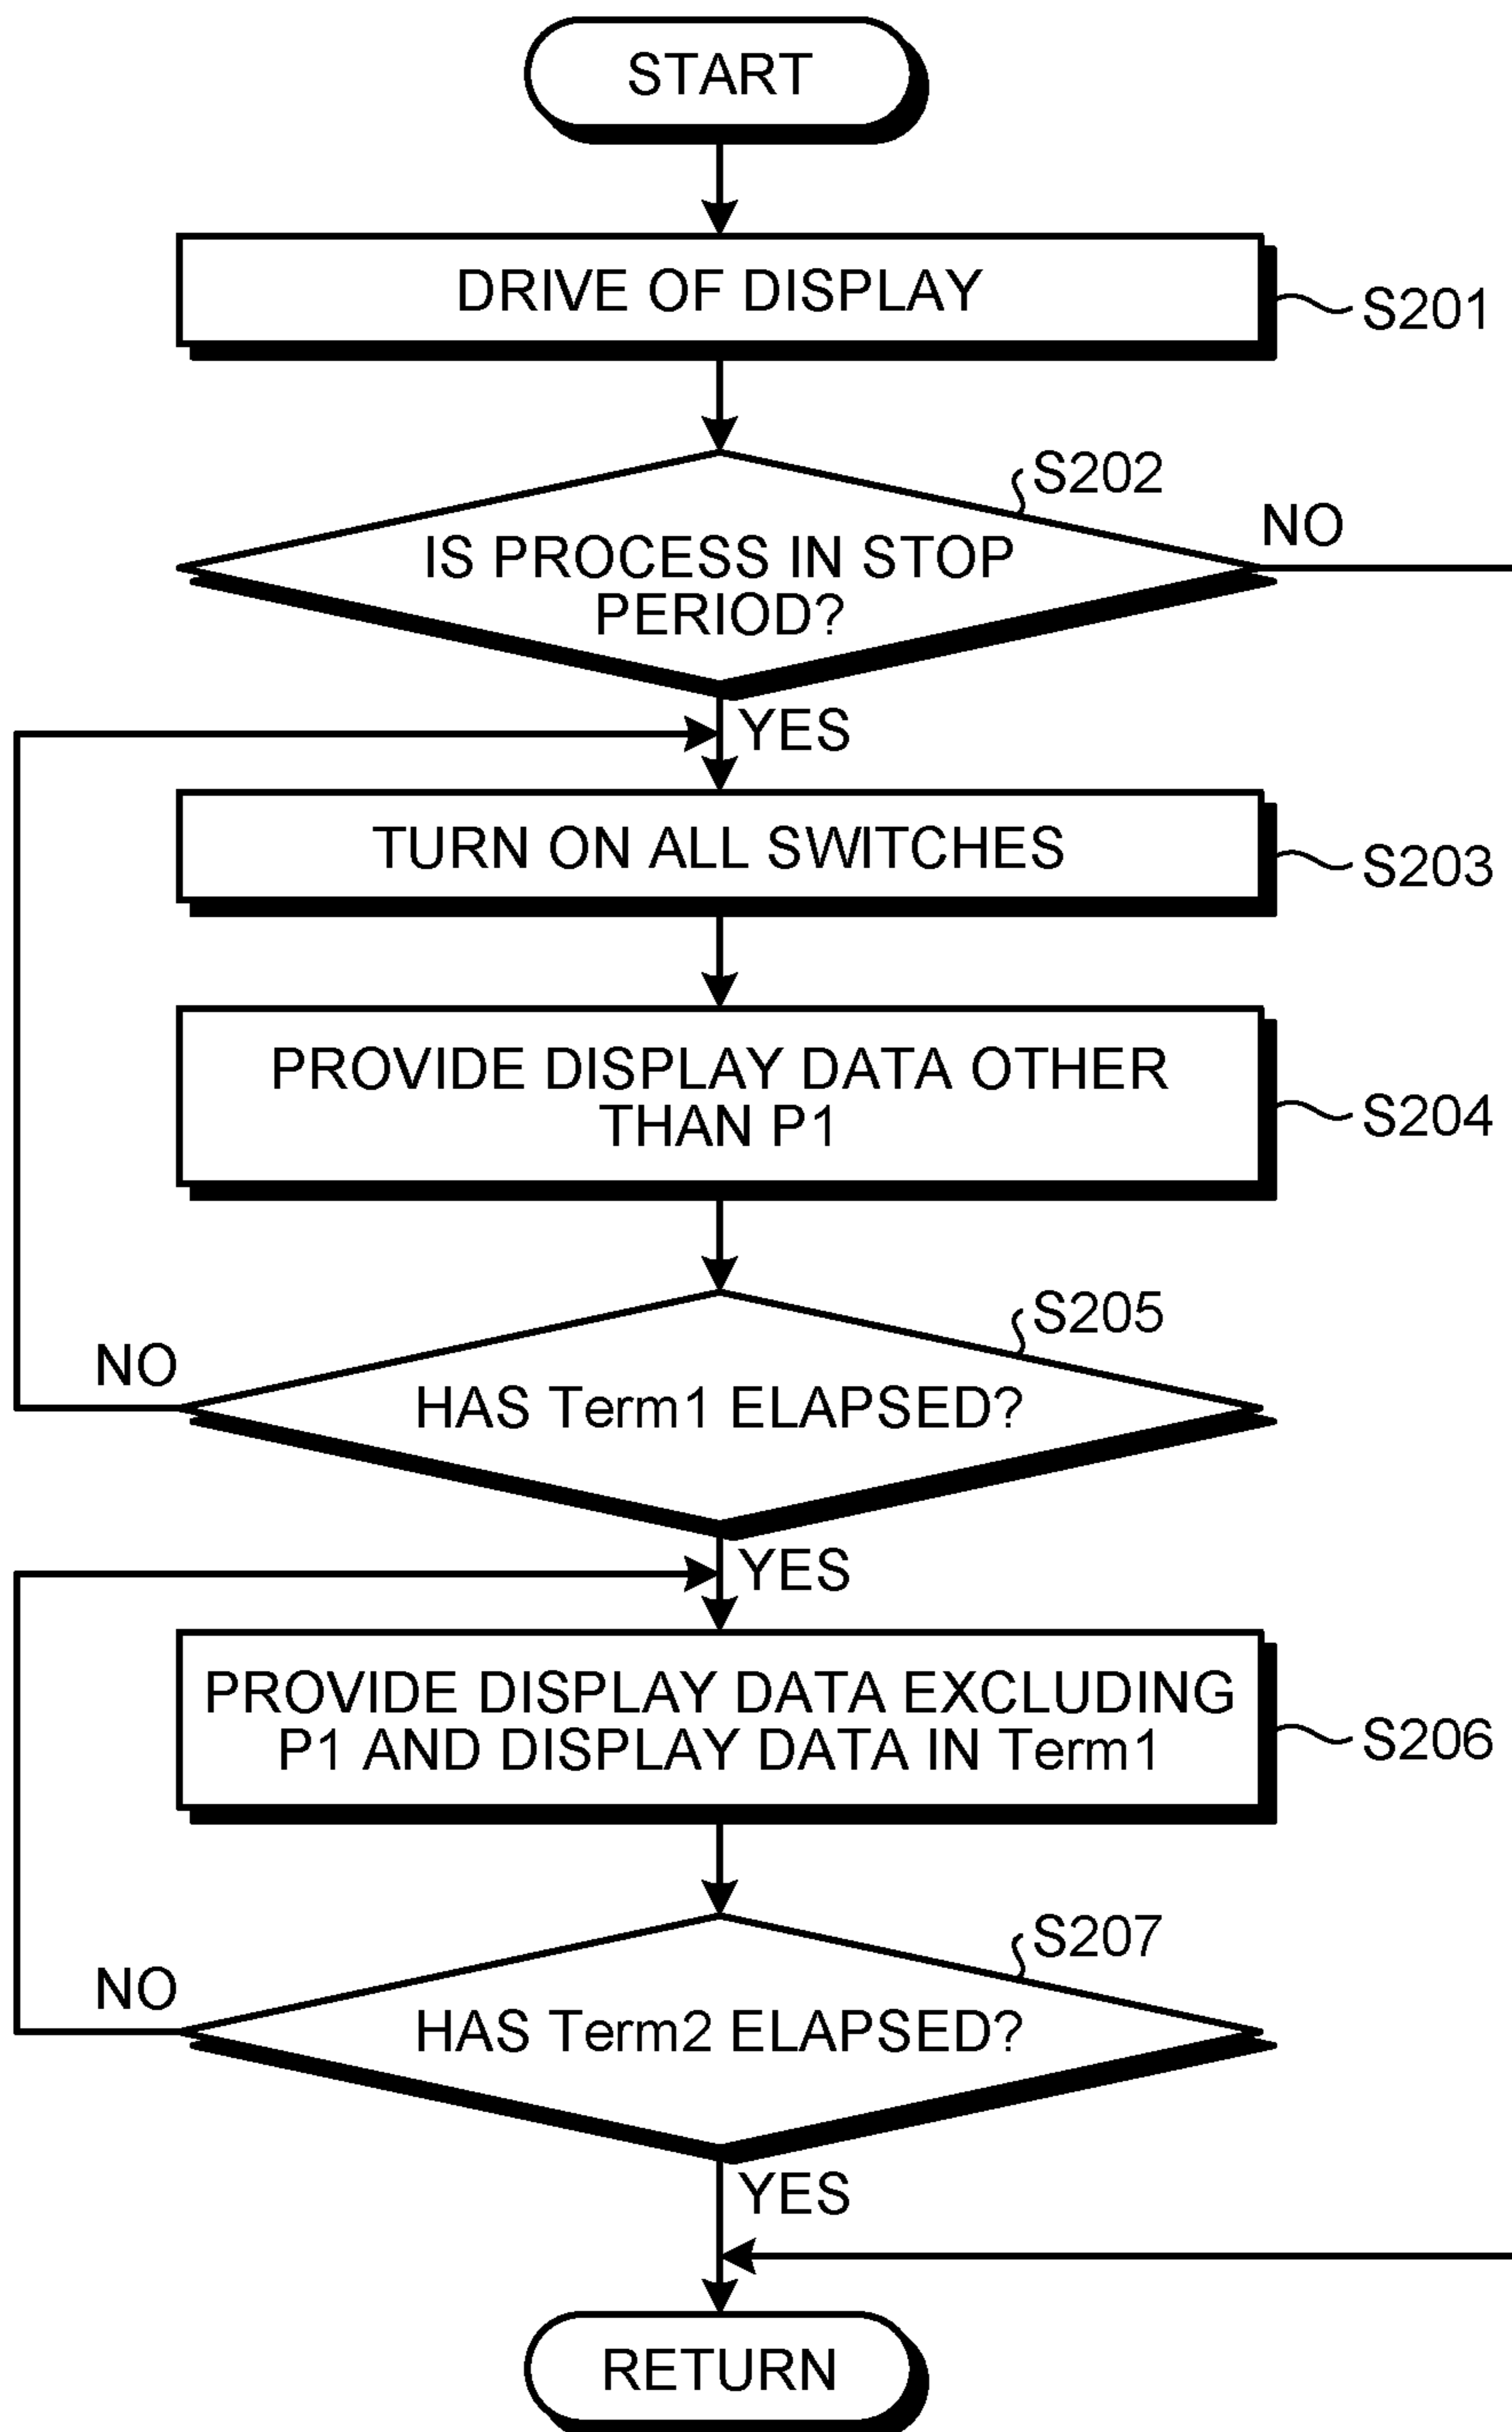 START
DRIVE OF DISPLAY
S201
S202
NO
IS PROCESS IN STOP
PERIOD?
YES
TURN ON ALL SWITCHES
S203
PROVIDE DISPLAY DATA OTHER
THAN P1
S204
S205
NO
HAS Term1 ELAPSED?
YES
PROVIDE DISPLAY DATA EXCLUDING
P1 AND DISPLAY DATA IN Term1
S206
S207
NO
HAS Term2 ELAPSED?
YES
RETURN